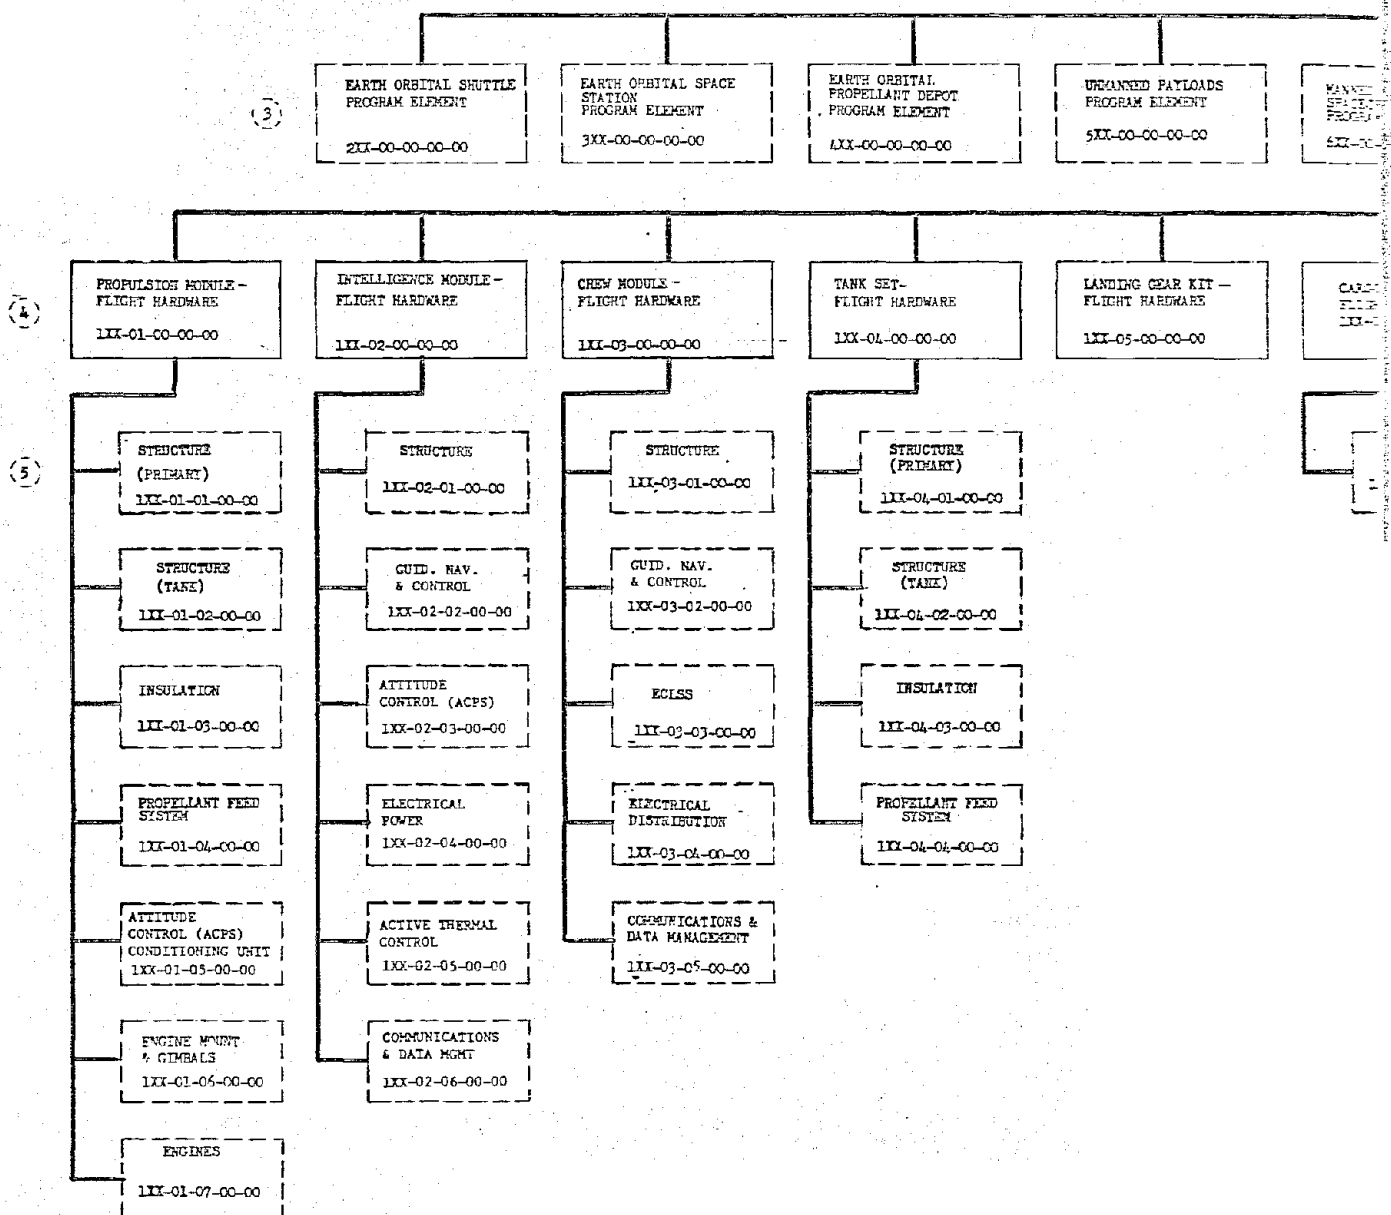 (3)
EARTH ORBITAL SHUTTLE
PROGRAM ELEMENT
2XX-00-00-00-00
EARTH ORBITAL SPACE
STATION
PROGRAM ELEMENT
3XX-00-00-00-00
EARTH ORBITAL
PROPELLANT DEPOT
PROGRAM ELEMENT
4XX-00-00-00-00
UNMANNED PAYLOADS
PROGRAM ELEMENT
5XX-00-00-00-00
(4)
PROPULSION MODULE-
FLIGHT HARDWARE
1XX-01-00-00-00
INTELLIGENCE MODULE-
FLIGHT HARDWARE
1XX-02-00-00-00
CREW MODULE-
FLIGHT HARDWARE
1XX-03-00-00-00
TANK SET-
FLIGHT HARDWARE
1XX-04-00-00-00
LANDING GEAR KIT-
FLIGHT HARDWARE
1XX-05-00-00-00
(5)
STRUCTURE
(PRIMARY)
1XX-01-01-00-00
STRUCTURE
(TANK)
1XX-01-02-00-00
INSULATION
1XX-01-03-00-00
PROPELLANT FEED
SYSTEM
1XX-01-04-00-00
ATTITUDE
CONTROL (ACPS)
CONDITIONING UNIT
1XX-01-05-00-00
ENGINE MOUNT
& GIMBALS
1XX-01-06-00-00
ENGINES
1XX-01-07-00-00
STRUCTURE
1XX-02-01-00-00
GUID. NAV.
& CONTROL
1XX-02-02-00-00
ATTITUDE
CONTROL (ACPS)
1XX-02-03-00-00
ELECTRICAL
POWER
1XX-02-04-00-00
ACTIVE THERMAL
CONTROL
1XX-02-05-00-00
COMMUNICATIONS
& DATA MGMT
1XX-02-06-00-00
STRUCTURE
1XX-03-01-00-00
GUID. NAV.
& CONTROL
1XX-03-02-00-00
ECLSS
1XX-03-03-00-00
ELECTRICAL
DISTRIBUTION
1XX-03-04-00-00
COMMUNICATIONS &
DATA MANAGEMENT
1XX-03-05-00-00
STRUCTURE
(PRIMARY)
1XX-04-01-00-00
STRUCTURE
(TANK)
1XX-04-02-00-00
INSULATION
1XX-04-03-00-00
PROPELLANT FEED
SYSTEM
1XX-04-04-00-00